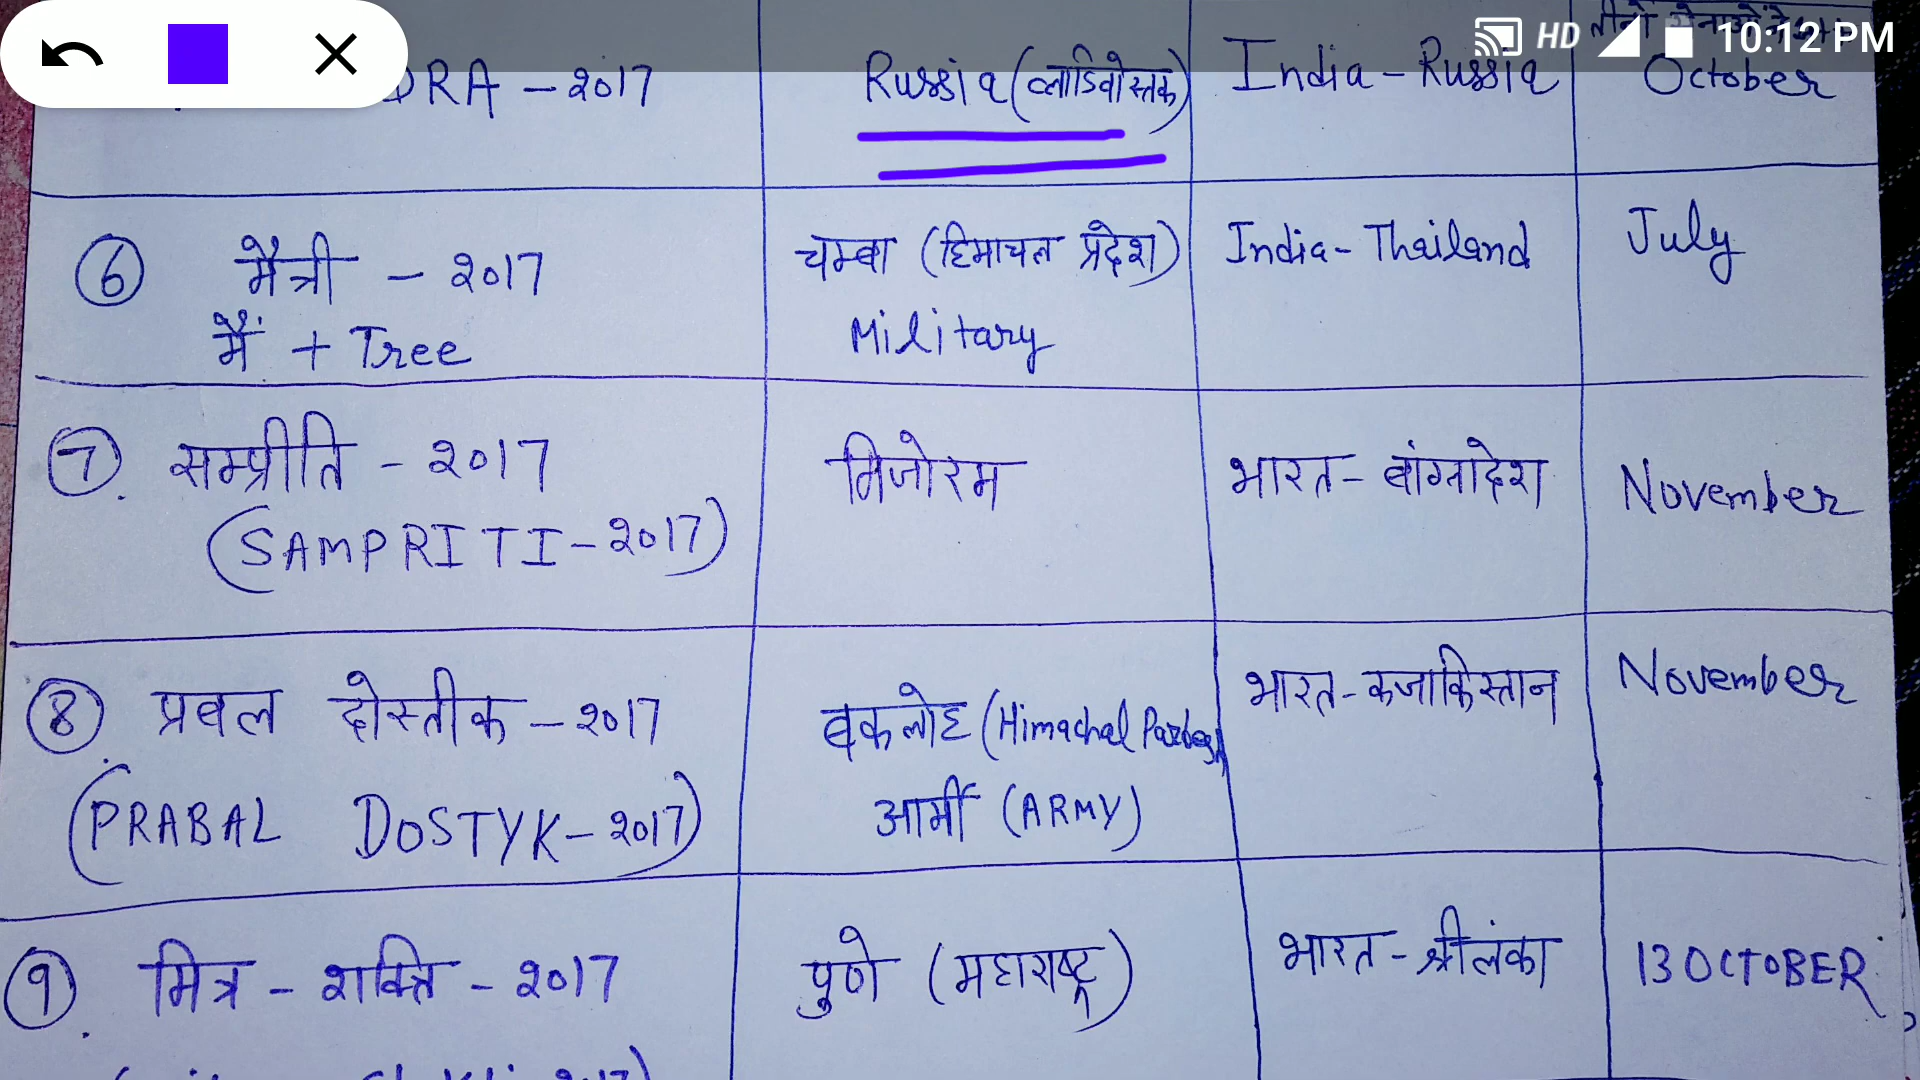 HD 10:12 PM
DRA - 2017 Russia (व्लाडिवोस्तक) India - Russia October
6 मैत्री - 2017 चम्बा (हिमाचल प्रदेश) India - Thailand July
मैं + Tree Military
7. सम्प्रीति - 2017 मिजोरम भारत - बांग्लादेश November
(SAMPRITI - 2017)
8. प्रबल दोस्तीक - 2017 बकलोह (Himachal भारत - कजाकिस्तान November
(PRABAL DOSTYK - 2017) आर्मी (ARMY)
9. मित्र - शक्ति - 2017 पुणे (महाराष्ट्र) भारत - श्रीलंका 13 OCTOBER